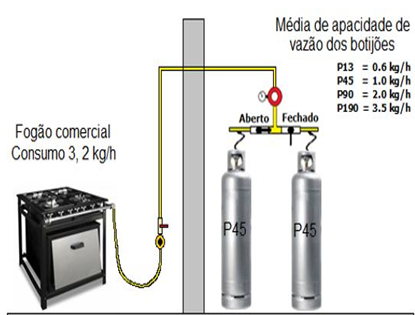 Média de apacidade de
vazão dos botijões
P13 = 0.6 kg/h
P45 = 1.0 kg/h
P90 = 2.0 kg/h
P190 = 3.5 kg/h
Aberto Fechado
Fogão comercial
Consumo 3, 2 kg/h
P45 P45